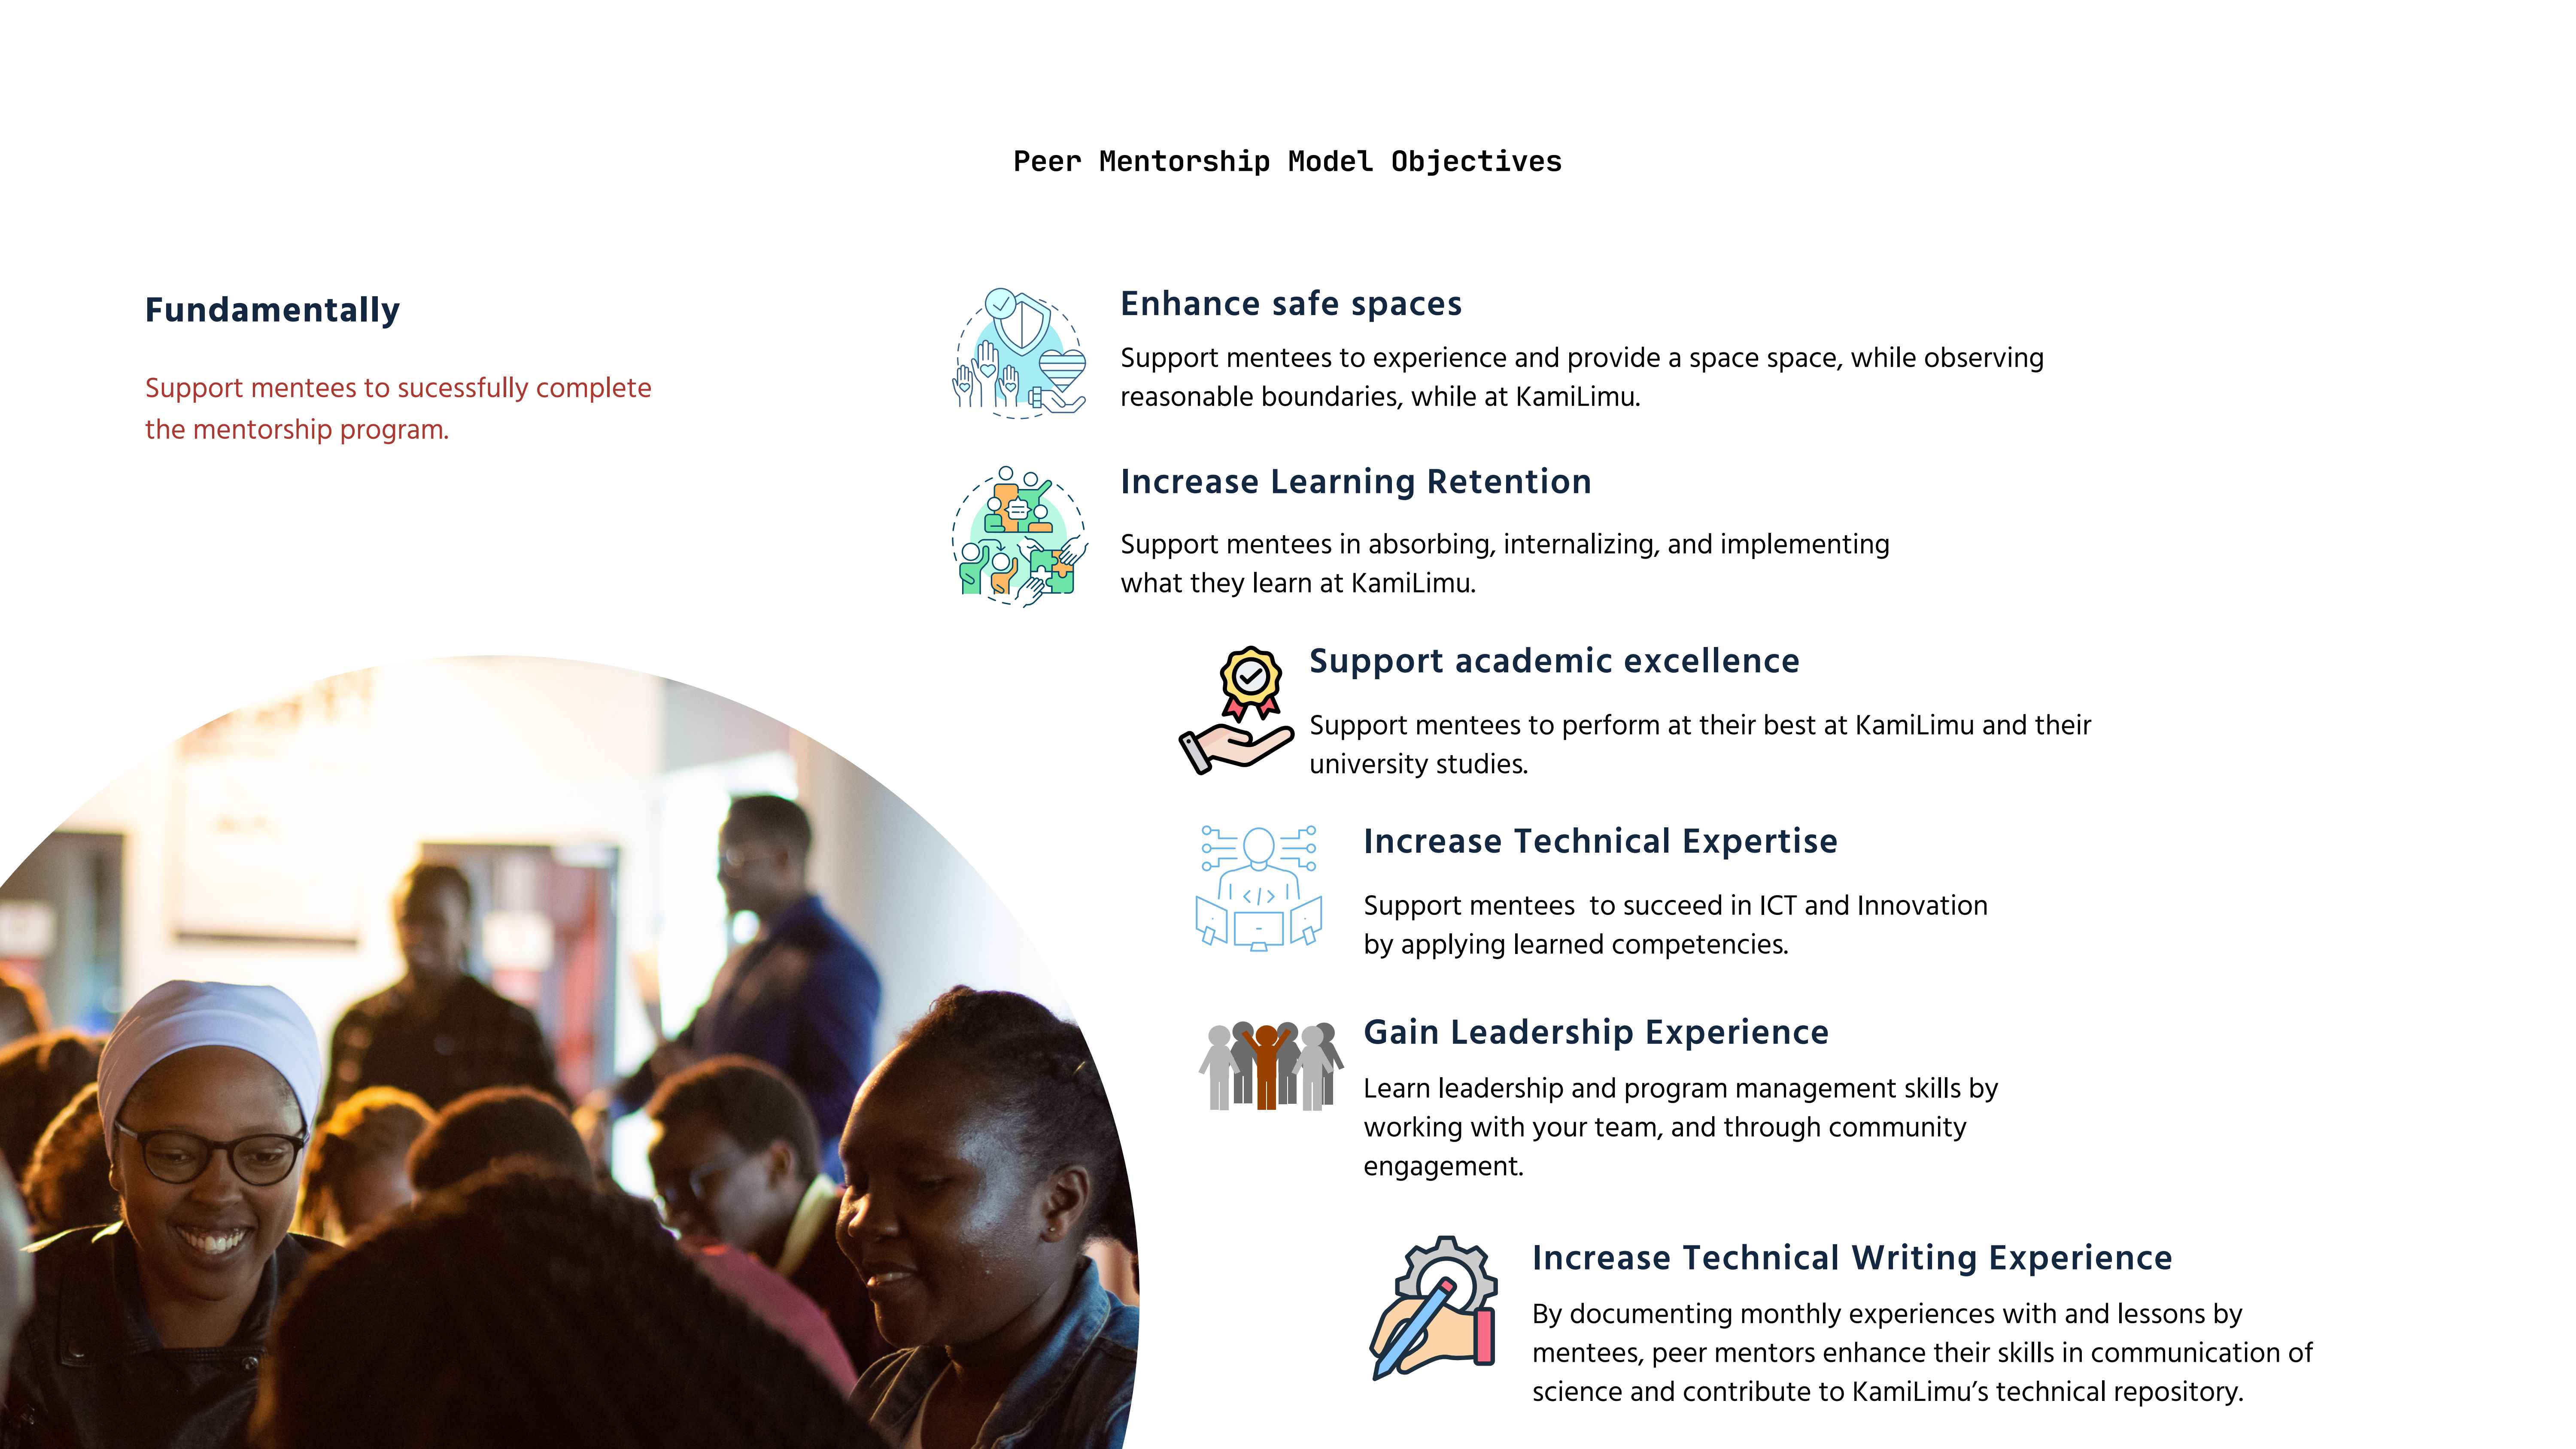 Peer Mentorship Model Objectives
Fundamentally
Support mentees to sucessfully complete
the mentorship program.
Enhance safe spaces
Support mentees to experience and provide a space space, while observing
reasonable boundaries, while at KamiLimu.
Increase Learning Retention
Support mentees in absorbing, internalizing, and implementing
what they learn at KamiLimu.
Support academic excellence
Support mentees to perform at their best at KamiLimu and their
university studies.
Increase Technical Expertise
</>
Support mentees  to succeed in ICT and Innovation
by applying learned competencies.
Gain Leadership Experience
Learn leadership and program management skills by
working with your team, and through community
engagement.
Increase Technical Writing Experience
By documenting monthly experiences with and lessons by
mentees, peer mentors enhance their skills in communication of
science and contribute to KamiLimu’s technical repository.